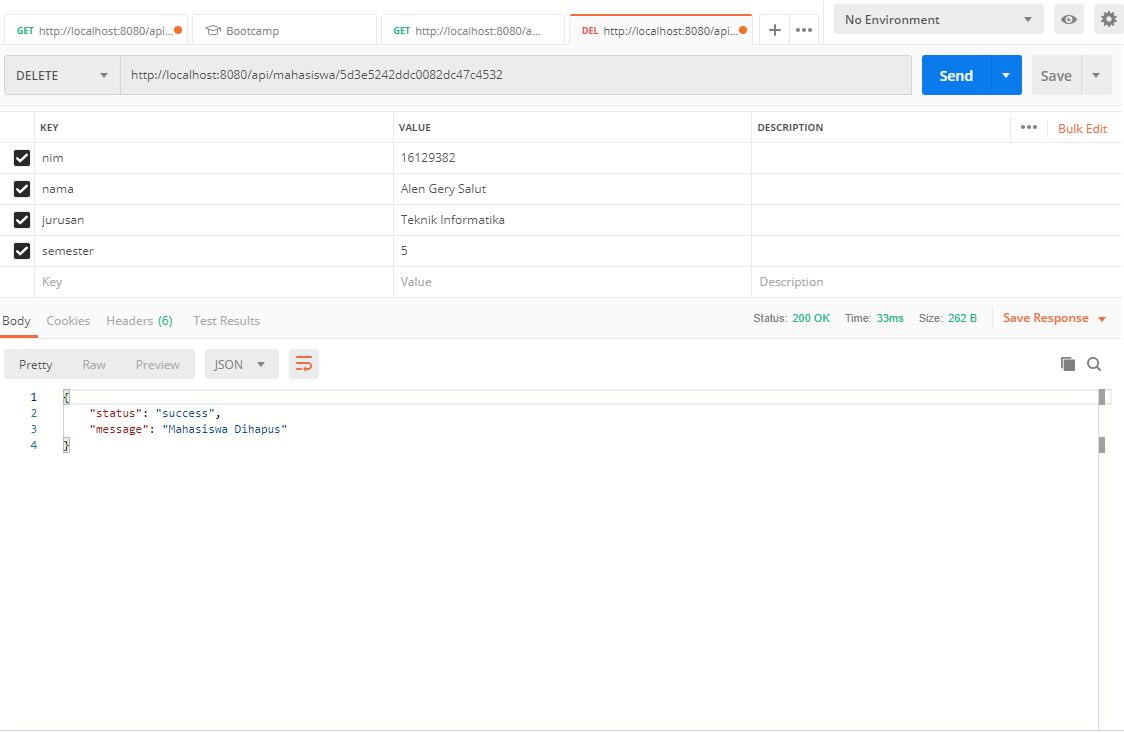 GET http://localhost:8080/api... Bootcamp GET http://localhost:8080/a... DEL http://localhost:8080/api... No Environment
DELETE http://localhost:8080/api/mahasiswa/5d3e5242ddc0082dc47c4532 Send Save
KEY VALUE DESCRIPTION Bulk Edit
nim 16129382
nama Alen Gery Salut
jurusan Teknik Informatika
semester 5
Key Value Description
Body Cookies Headers (6) Test Results Status: 200 OK Time: 33ms Size: 262 B Save Response
Pretty Raw Preview JSON
1 {
2 "status": "success",
3 "message": "Mahasiswa Dihapus"
4 }